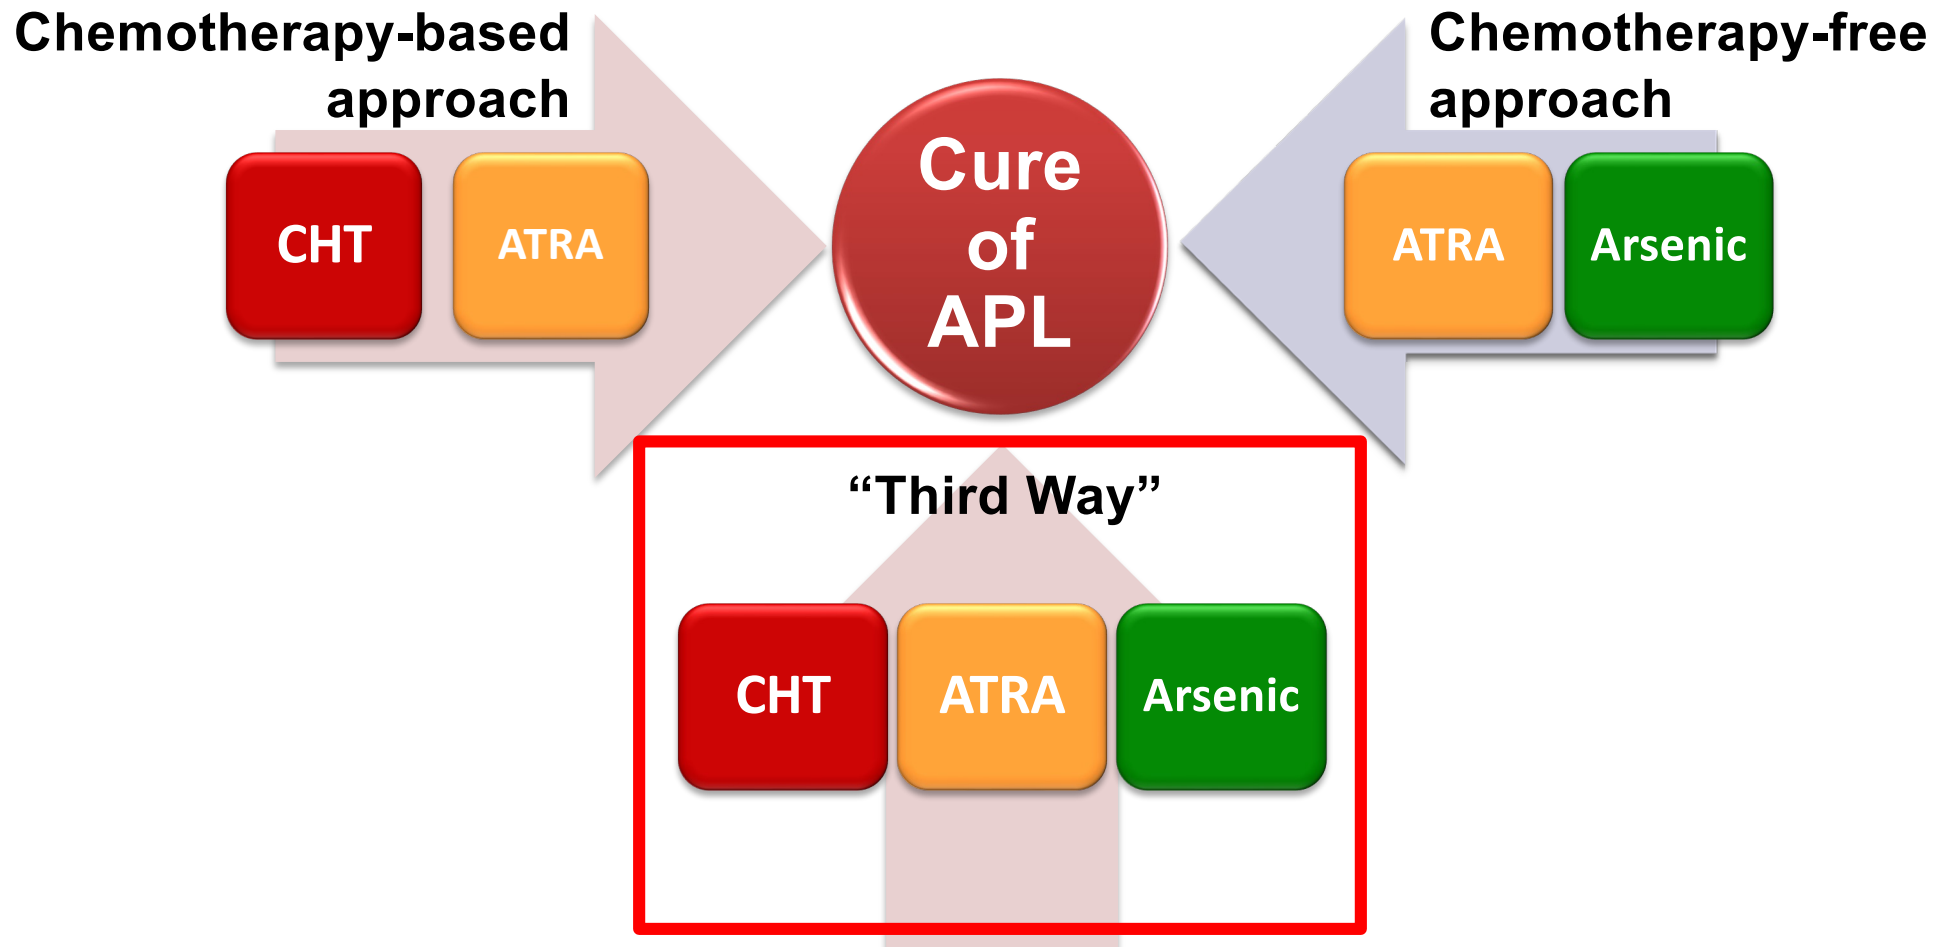 Chemotherapy-based
approach
CHT
ATRA
Cure
of
APL
Chemotherapy-free
approach
ATRA
Arsenic
“Third Way”
CHT
ATRA
Arsenic